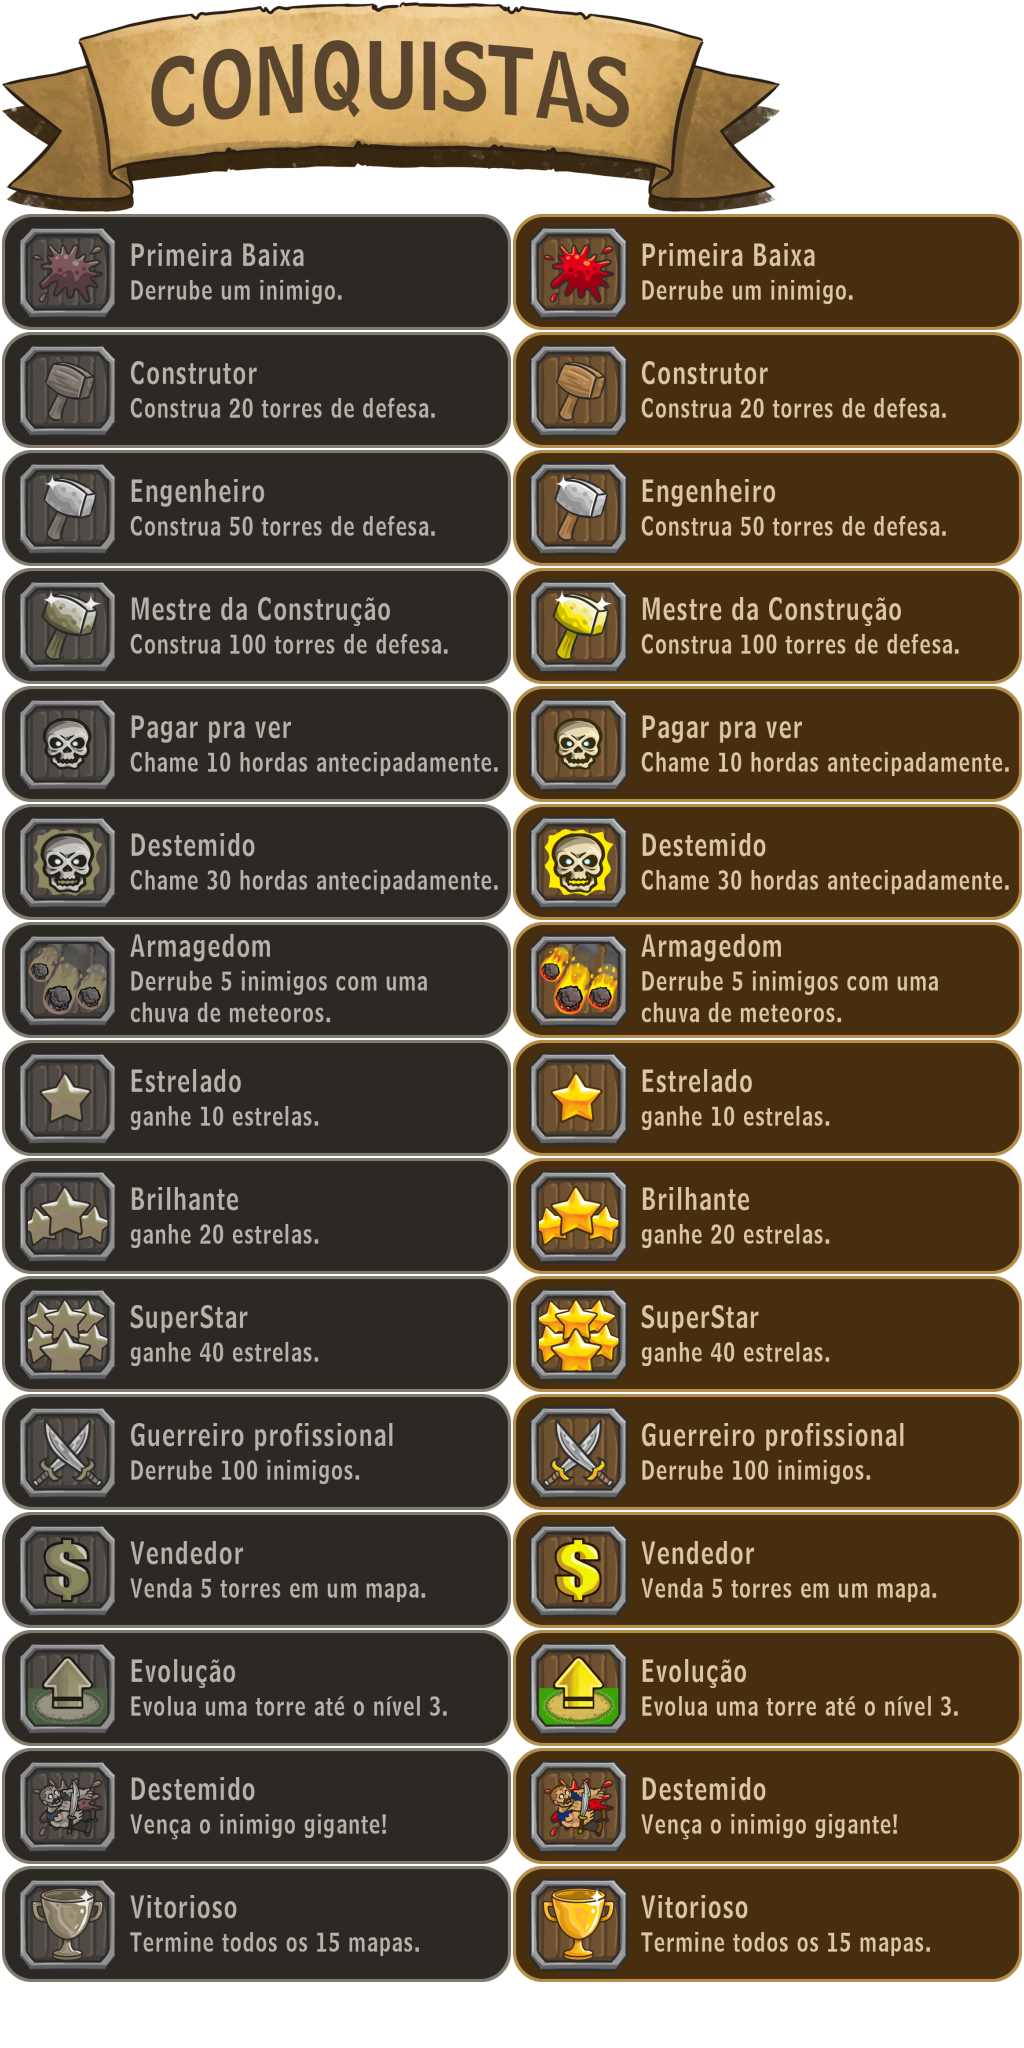 CONQUISTAS
Primeira Baixa
Derrube um inimigo.
Primeira Baixa
Derrube um inimigo.
Construtor
Construa 20 torres de defesa.
Construtor
Construa 20 torres de defesa.
Engenheiro
Construa 50 torres de defesa.
Engenheiro
Construa 50 torres de defesa.
Mestre da Construção
Construa 100 torres de defesa.
Mestre da Construção
Construa 100 torres de defesa.
Pagar pra ver
Chame 10 hordas antecipadamente.
Pagar pra ver
Chame 10 hordas antecipadamente.
Destemido
Chame 30 hordas antecipadamente.
Destemido
Chame 30 hordas antecipadamente.
Armagedom
Derrube 5 inimigos com uma
chuva de meteoros.
Armagedom
Derrube 5 inimigos com uma
chuva de meteoros.
Estrelado
ganhe 10 estrelas.
Estrelado
ganhe 10 estrelas.
Brilhante
ganhe 20 estrelas.
Brilhante
ganhe 20 estrelas.
SuperStar
ganhe 40 estrelas.
SuperStar
ganhe 40 estrelas.
Guerreiro profissional
Derrube 100 inimigos.
Guerreiro profissional
Derrube 100 inimigos.
$
Vendedor
Venda 5 torres em um mapa.
$
Vendedor
Venda 5 torres em um mapa.
Evolução
Evolua uma torre até o nível 3.
Evolução
Evolua uma torre até o nível 3.
Destemido
Vença o inimigo gigante!
Destemido
Vença o inimigo gigante!
Vitorioso
Termine todos os 15 mapas.
Vitorioso
Termine todos os 15 mapas.